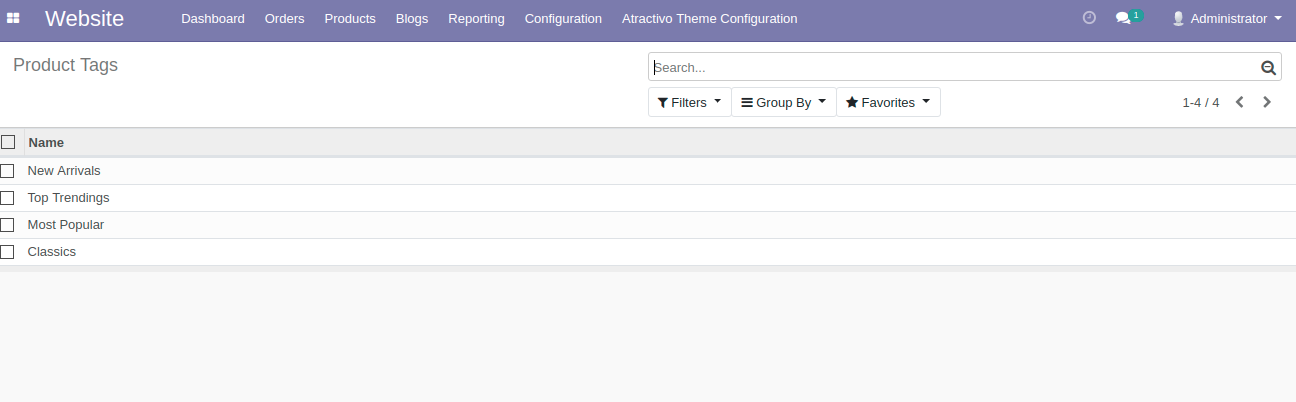 Website Dashboard Orders Products Blogs Reporting Configuration Atractivo Theme Configuration 1 Administrator
Product Tags
Search...
Filters Group By Favorites 1-4 / 4
Name
New Arrivals
Top Trendings
Most Popular
Classics